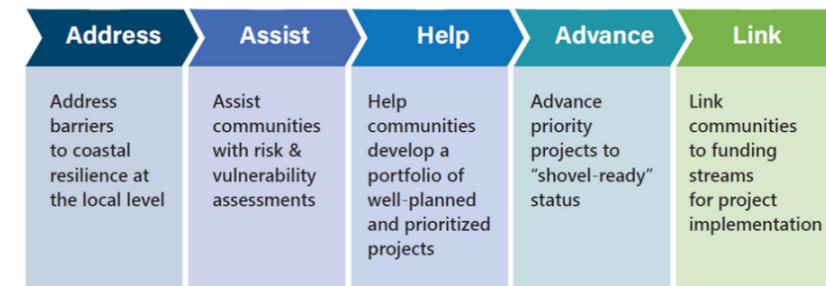 Address
Assist
Help
Advance
Link
Address
barriers
to coastal
resilience at
the local level
Assist
communities
with risk &
vulnerability
assessments
Help
communities
develop a
portfolio of
well-planned
and prioritized
projects
Advance
priority
projects to
“shovel-ready”
status
Link
communities
to funding
streams
for project
implementation